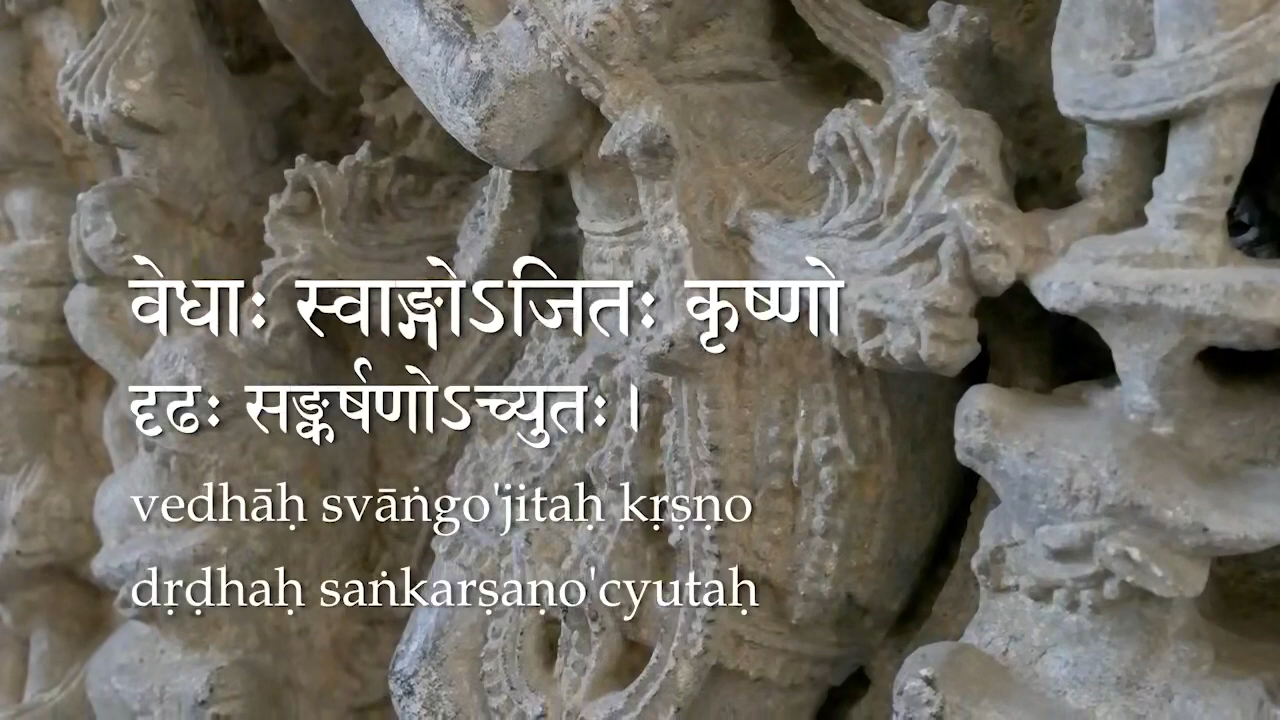 वेधाः स्वाङ्गोऽजितः कृष्णो
दृढः सङ्कर्षणोऽच्युतः।
vedhāḥ svāṅgo'jitaḥ kṛṣṇo
dṛḍhaḥ saṅkarṣaṇo'cyutaḥ